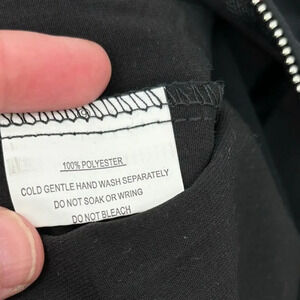 100% POLYESTER
COLD GENTLE HAND WASH SEPARATELY
DO NOT SOAK OR WRING
DO NOT BLEACH